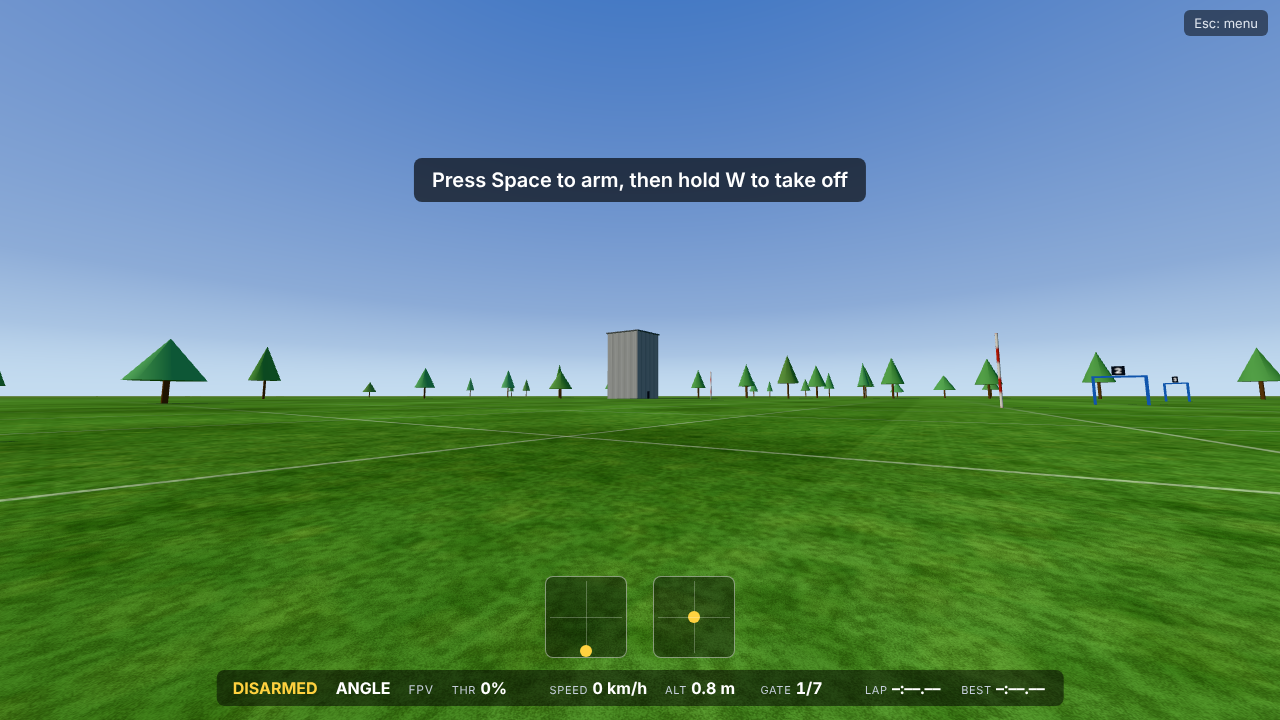 Esc: menu
Press Space to arm, then hold W to take off
2
DISARMED ANGLE FPV THR 0% SPEED 0 km/h ALT 0.8 m GATE 1/7 LAP –:––.–– BEST –:––.––